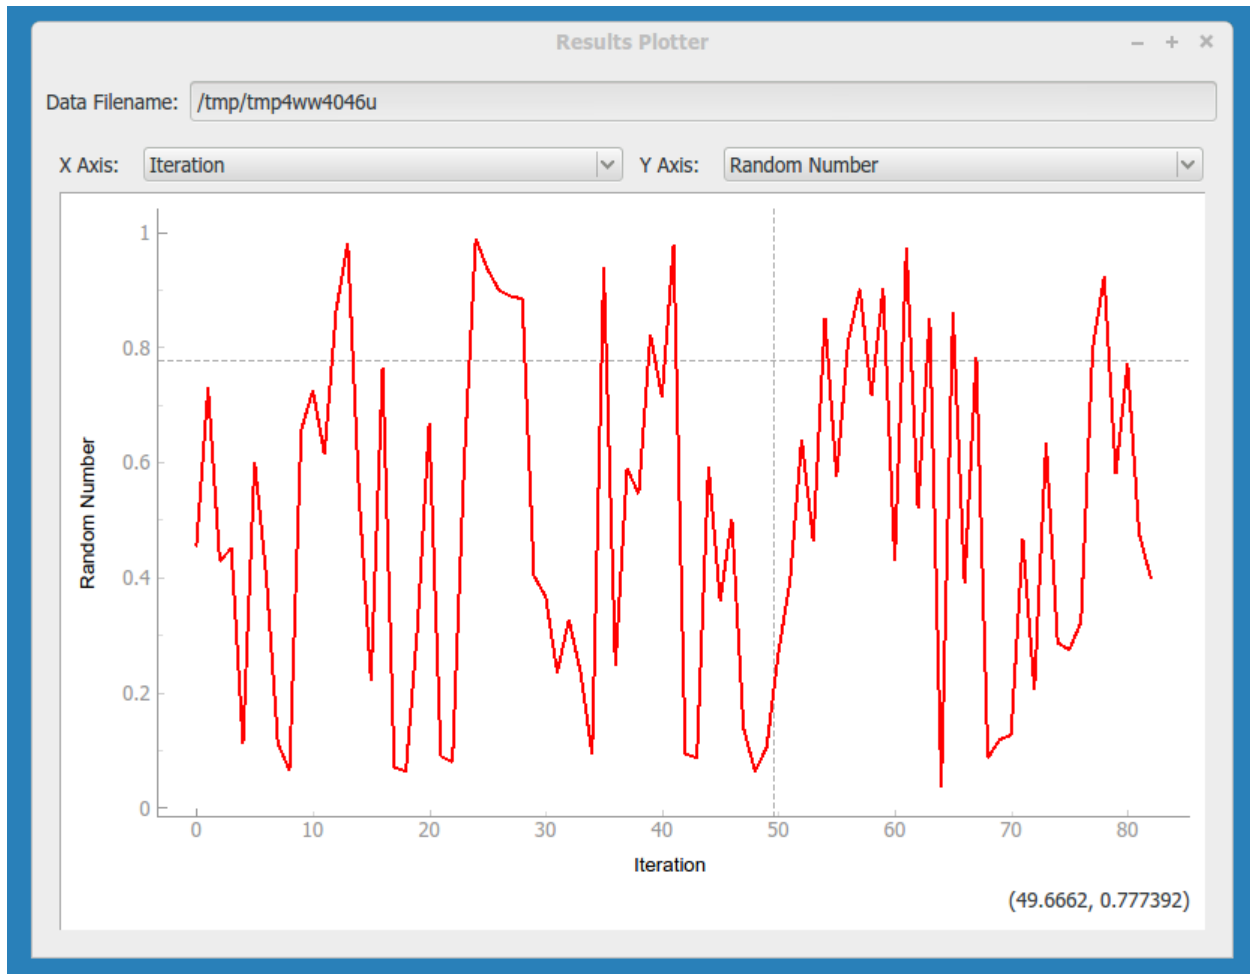 Results Plotter
Data Filename: /tmp/tmp4ww4046u
X Axis: Iteration Y Axis: Random Number
1
0.8
0.6
0.4
0.2
0
Random Number
0 10 20 30 40 50 60 70 80
Iteration
(49.6662, 0.777392)